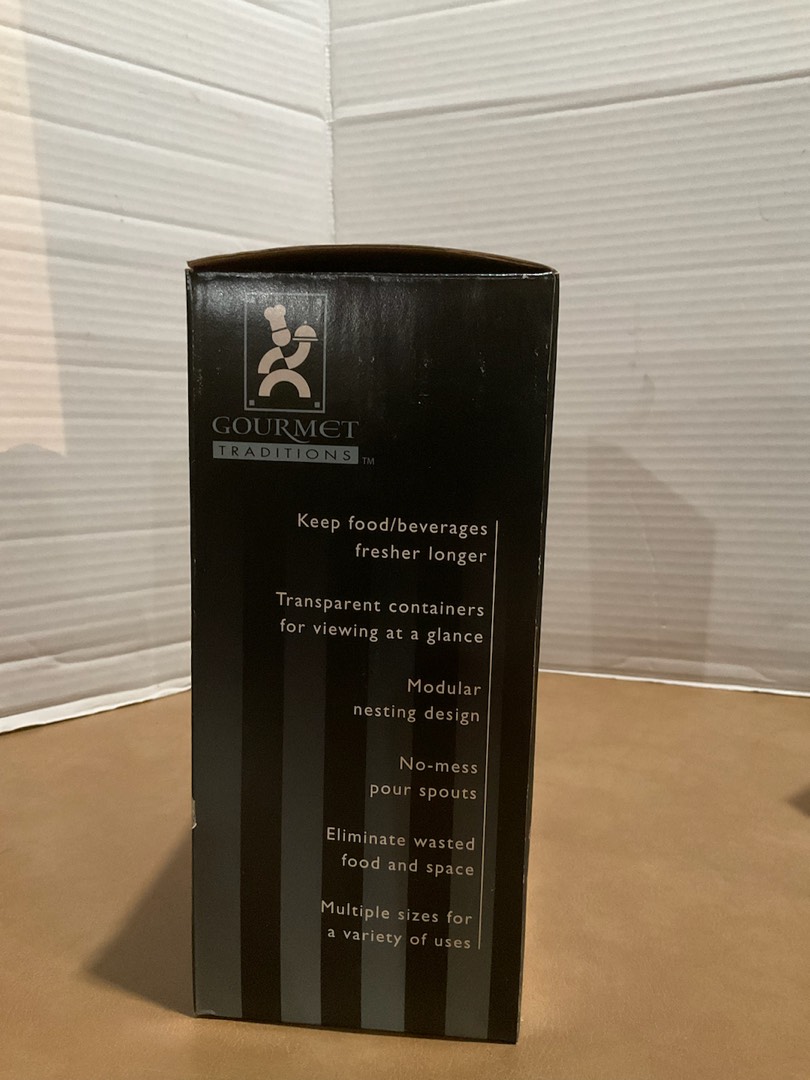 GOURMET
TRADITIONS TM
Keep food/beverages
fresher longer
Transparent containers
for viewing at a glance
Modular
nesting design
No-mess
pour spouts
Eliminate wasted
food and space
Multiple sizes for
a variety of uses